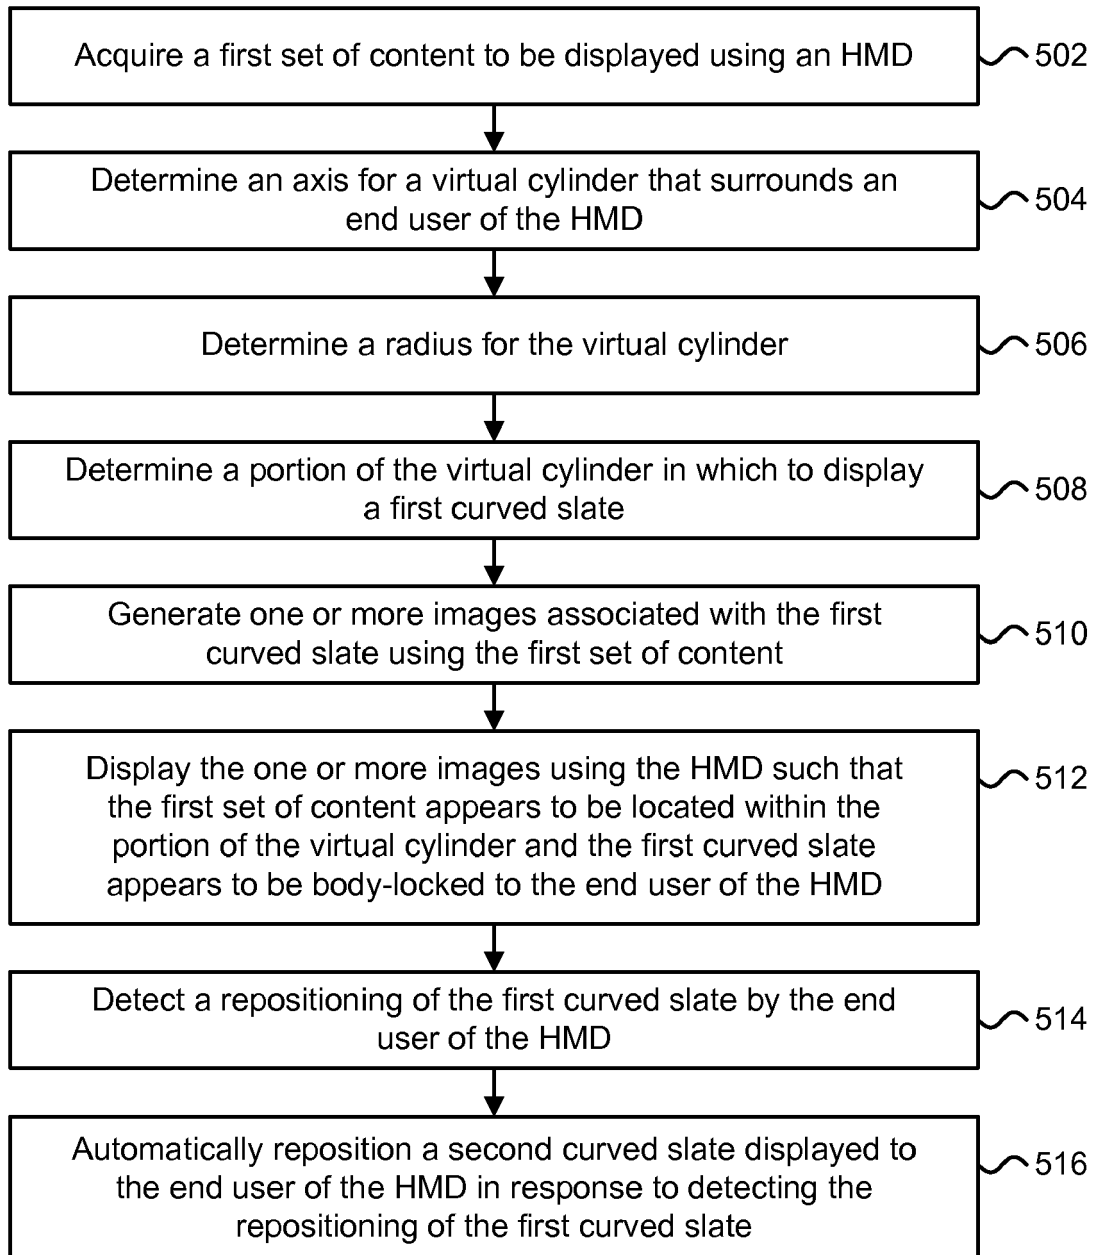 Acquire a first set of content to be displayed using an HMD
502
Determine an axis for a virtual cylinder that surrounds an
end user of the HMD
504
Determine a radius for the virtual cylinder
506
Determine a portion of the virtual cylinder in which to display
a first curved slate
508
Generate one or more images associated with the first
curved slate using the first set of content
510
Display the one or more images using the HMD such that
the first set of content appears to be located within the
portion of the virtual cylinder and the first curved slate
appears to be body-locked to the end user of the HMD
512
Detect a repositioning of the first curved slate by the end
user of the HMD
514
Automatically reposition a second curved slate displayed to
the end user of the HMD in response to detecting the
repositioning of the first curved slate
516